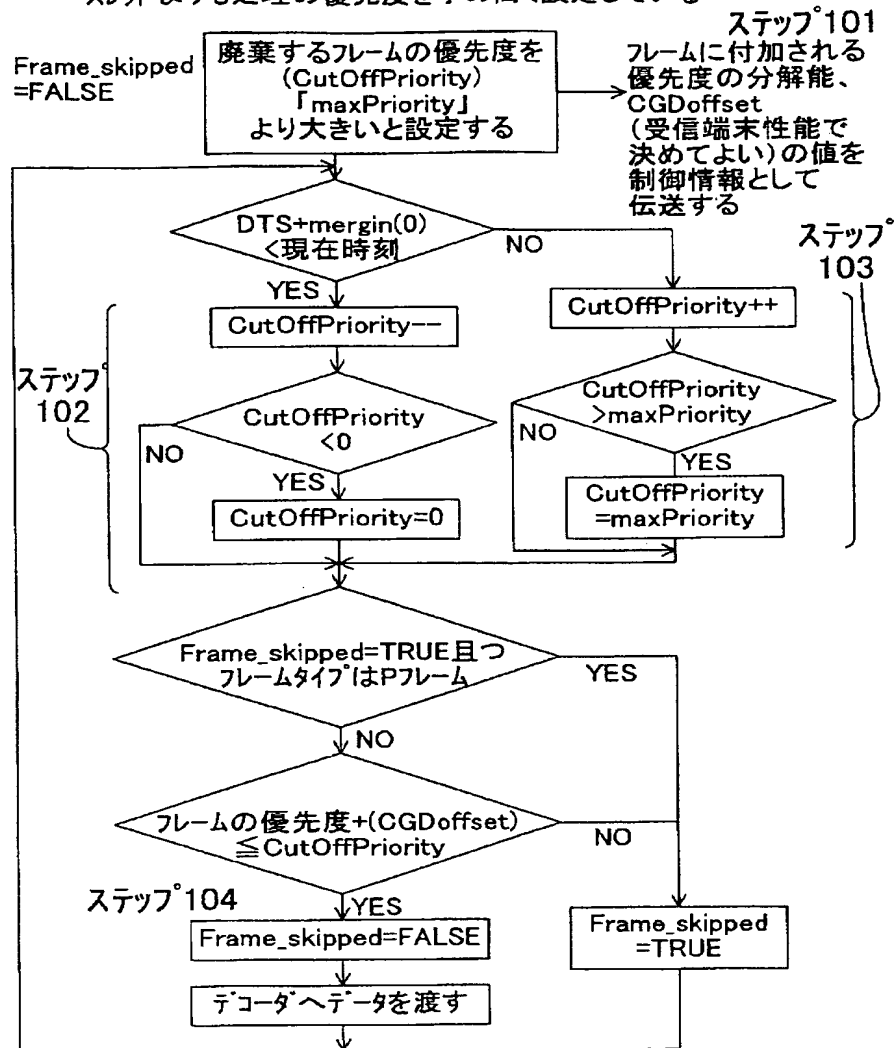 ステップ101
Frame_skipped
=FALSE
廃棄するフレームの優先度を
(CutOffPriority)
「maxPriority」
より大きいと設定する
フレームに付加される
優先度の分解能、
CGDoffset
(受信端末性能で
決めてよい)の値を
制御情報として
伝送する
DTS+mergin(0)
<現在時刻
NO
YES
ステップ
103
CutOffPriority--
CutOffPriority++
ステップ
102
CutOffPriority
<0
NO
YES
CutOffPriority=0
CutOffPriority
>maxPriority
NO
YES
CutOffPriority
=maxPriority
Frame_skipped=TRUE且つ
フレームタイプはPフレーム
YES
NO
フレームの優先度+(CGDoffset)
≦CutOffPriority
NO
ステップ104
YES
Frame_skipped=FALSE
Frame_skipped
=TRUE
デコーダへデータを渡す